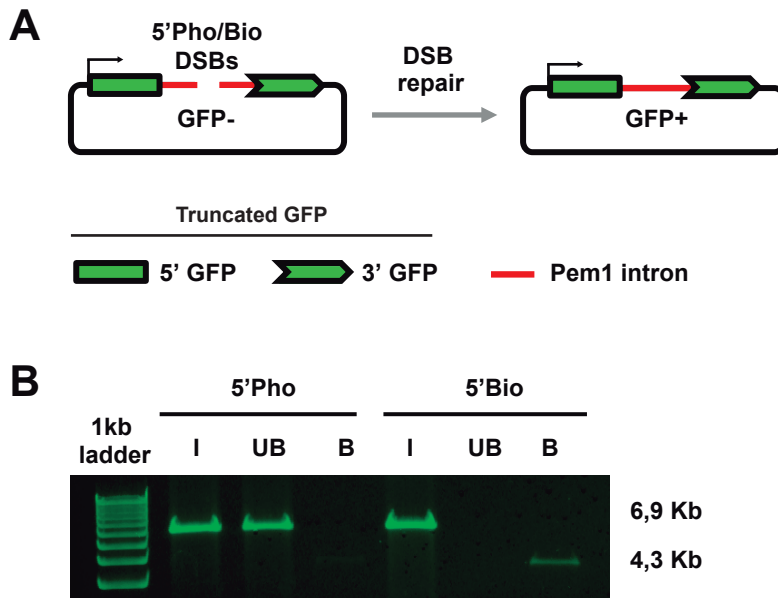 A
5'Pho/Bio
DSBs
GFP-
DSB
repair
GFP+
Truncated GFP
5' GFP
3' GFP
Pem1 intron
B
5'Pho
5'Bio
1kb
ladder
I
UB
B
I
UB
B
6,9 Kb
4,3 Kb